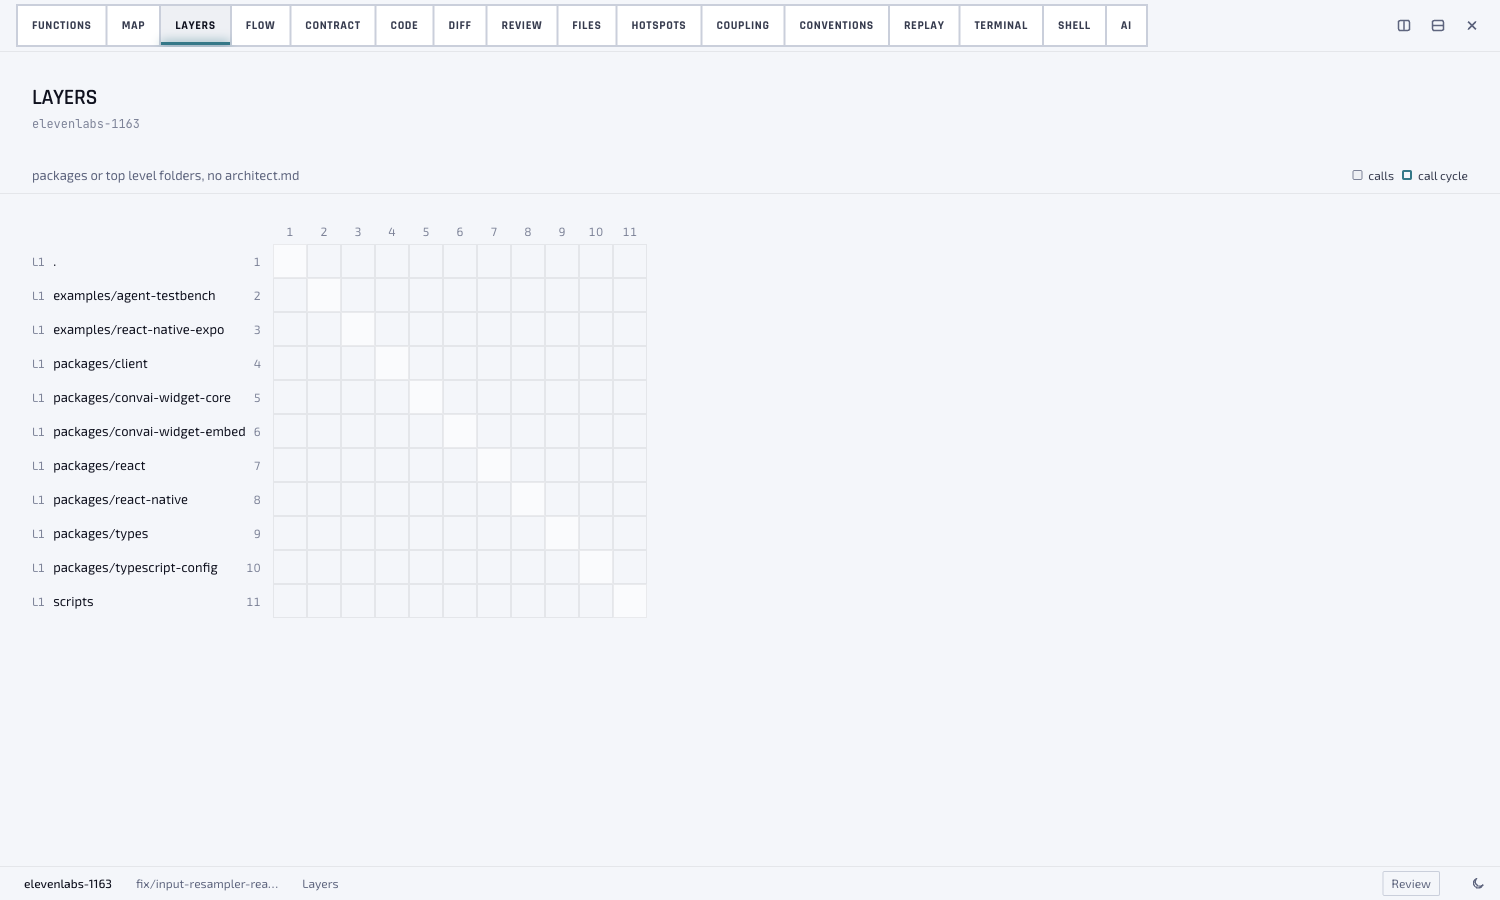 FUNCTIONS MAP LAYERS FLOW CONTRACT CODE DIFF REVIEW FILES HOTSPOTS COUPLING CONVENTIONS REPLAY TERMINAL SHELL AI
LAYERS
elevenlabs-1163
packages or top level folders, no architect.md
calls call cycle
1 2 3 4 5 6 7 8 9 10 11
L1 . 1
L1 examples/agent-testbench 2
L1 examples/react-native-expo 3
L1 packages/client 4
L1 packages/convai-widget-core 5
L1 packages/convai-widget-embed 6
L1 packages/react 7
L1 packages/react-native 8
L1 packages/types 9
L1 packages/typescript-config 10
L1 scripts 11
elevenlabs-1163 fix/input-resampler-rea... Layers Review